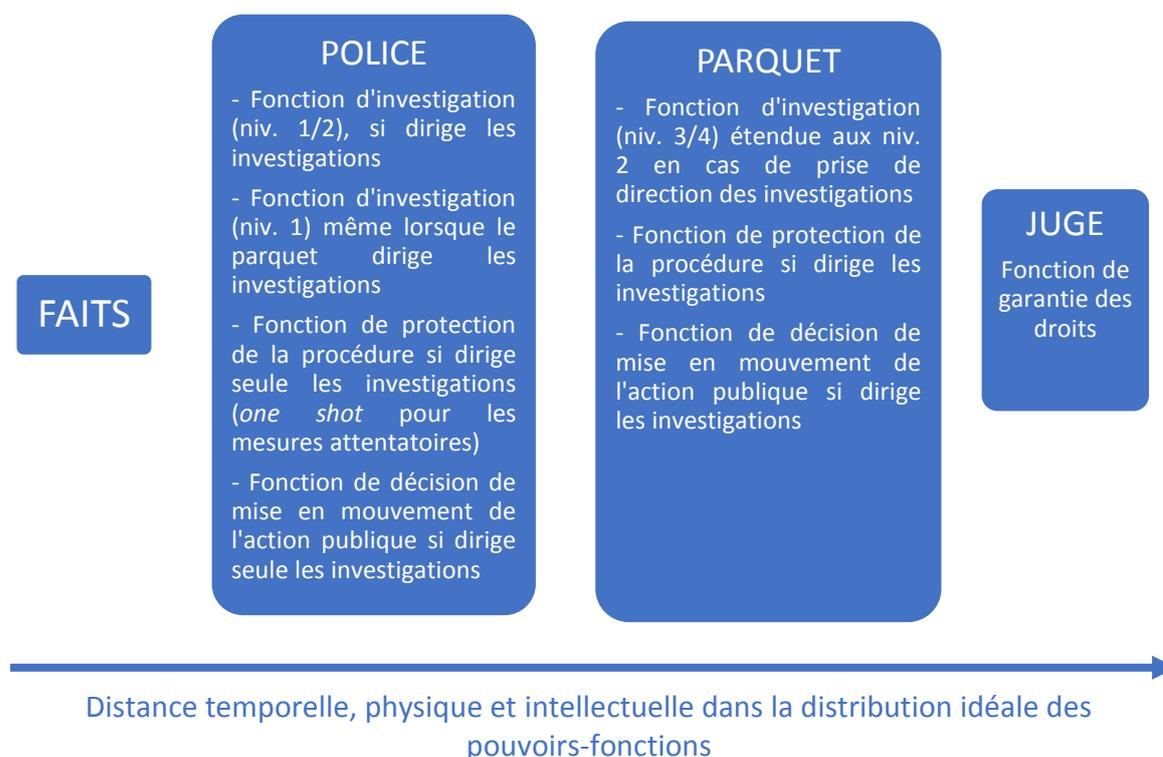 FAITS
POLICE
- Fonction d'investigation
(niv. 1/2), si dirige les
investigations
- Fonction d'investigation
(niv. 1) même lorsque le
parquet dirige les
investigations
- Fonction de protection
de la procédure si dirige
seule les investigations
(one shot pour les
mesures attentatoires)
- Fonction de décision de
mise en mouvement de
l'action publique si dirige
seule les investigations
PARQUET
- Fonction d'investigation
(niv. 3/4) étendue aux niv.
2 en cas de prise de
direction des investigations
- Fonction de protection de
la procédure si dirige les
investigations
- Fonction de décision de
mise en mouvement de
l'action publique si dirige
les investigations
JUGE
Fonction de
garantie des
droits
Distance temporelle, physique et intellectuelle dans la distribution idéale des
pouvoirs-fonctions